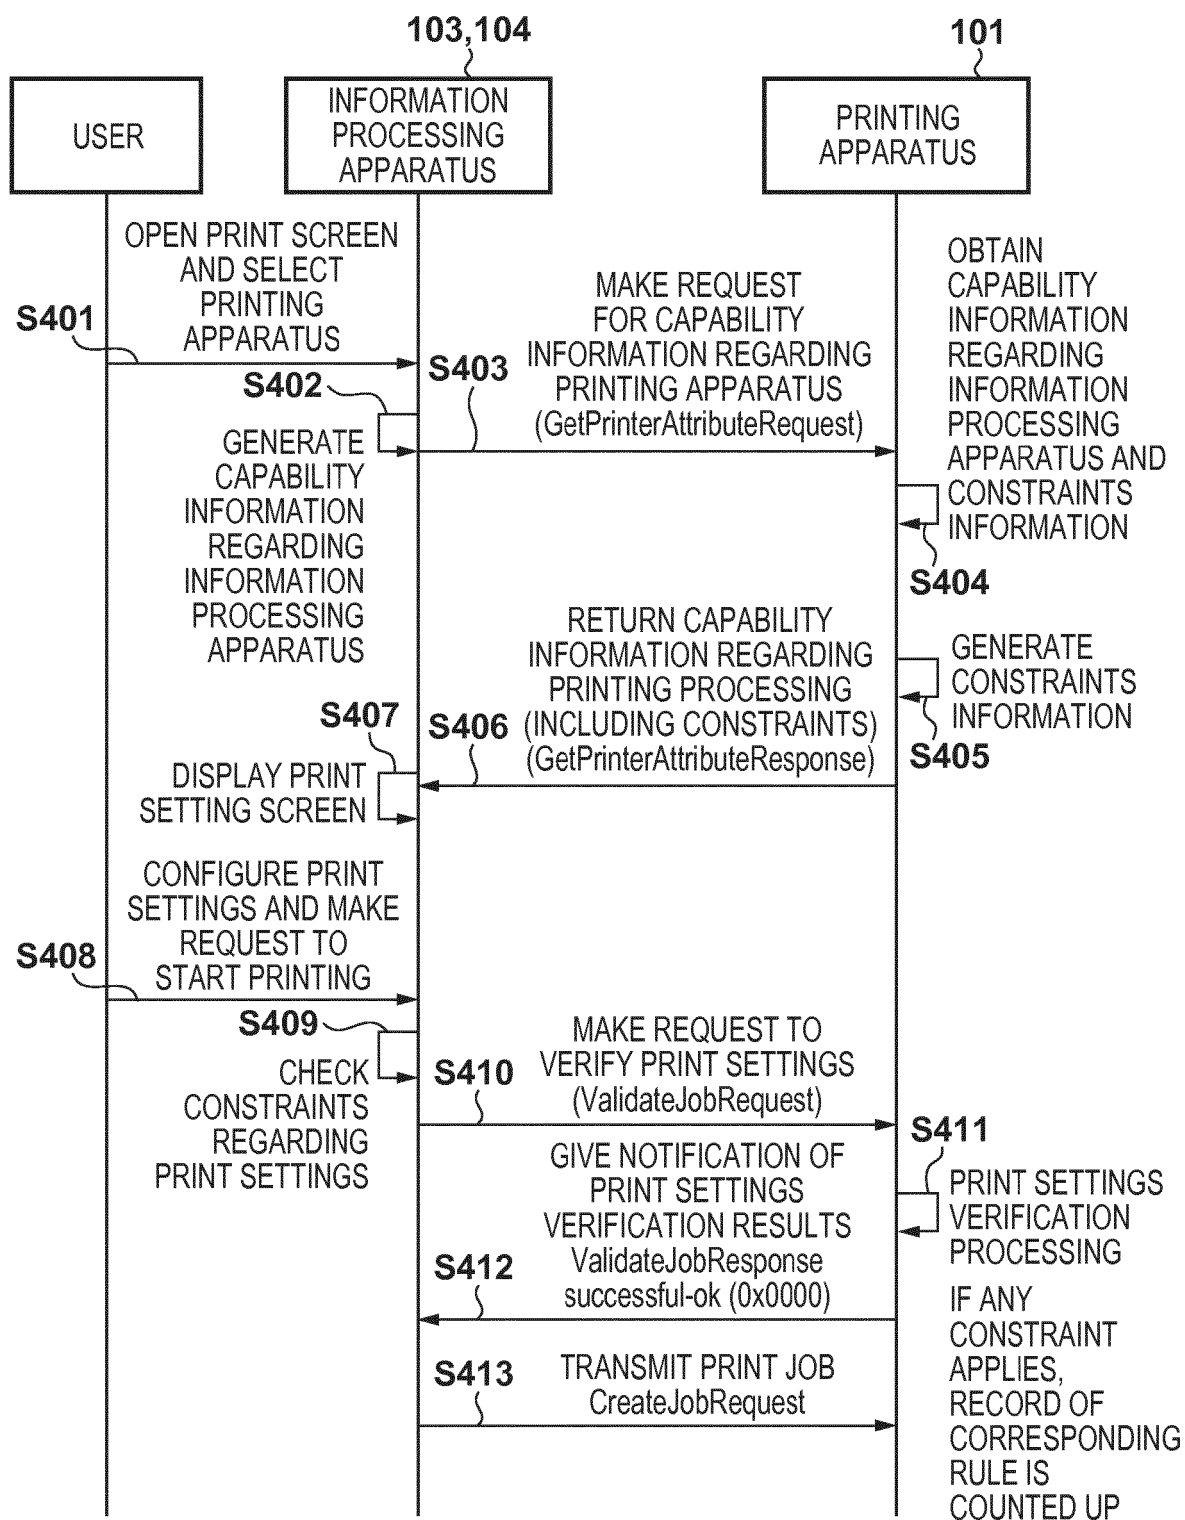 103,104
101
USER
INFORMATION
PROCESSING
APPARATUS
PRINTING
APPARATUS
OPEN PRINT SCREEN
AND SELECT
PRINTING
APPARATUS
S401
S402
GENERATE
CAPABILITY
INFORMATION
REGARDING
INFORMATION
PROCESSING
APPARATUS
S403
MAKE REQUEST
FOR CAPABILITY
INFORMATION REGARDING
PRINTING APPARATUS
(GetPrinterAttributeRequest)
OBTAIN
CAPABILITY
INFORMATION
REGARDING
INFORMATION
PROCESSING
APPARATUS AND
CONSTRAINTS
INFORMATION
S404
GENERATE
CONSTRAINTS
INFORMATION
S405
RETURN CAPABILITY
INFORMATION REGARDING
PRINTING PROCESSING
(INCLUDING CONSTRAINTS)
(GetPrinterAttributeResponse)
S406
S407
DISPLAY PRINT
SETTING SCREEN
CONFIGURE PRINT
SETTINGS AND MAKE
REQUEST TO
START PRINTING
S408
S409
CHECK
CONSTRAINTS
REGARDING
PRINT SETTINGS
S410
MAKE REQUEST TO
VERIFY PRINT SETTINGS
(ValidateJobRequest)
S411
PRINT SETTINGS
VERIFICATION
PROCESSING
GIVE NOTIFICATION OF
PRINT SETTINGS
VERIFICATION RESULTS
ValidateJobResponse
successful-ok (0x0000)
S412
IF ANY
CONSTRAINT
APPLIES,
RECORD OF
CORRESPONDING
RULE IS
COUNTED UP
S413
TRANSMIT PRINT JOB
CreateJobRequest